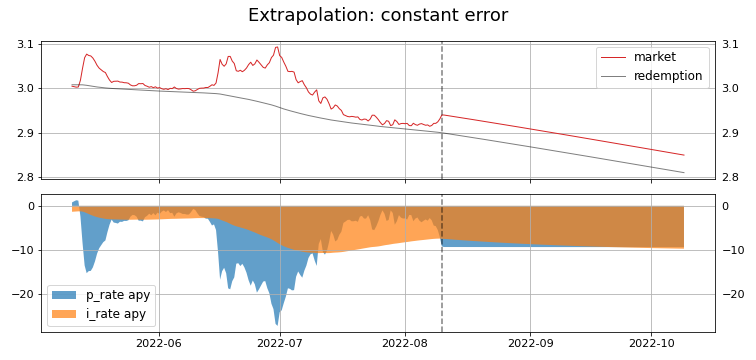 Extrapolation: constant error
3.1 3.1
market
redemption
3.0 3.0
2.9 2.9
2.8 2.8
0 0
−10 −10
−20 −20
p_rate apy
i_rate apy
2022-06 2022-07 2022-08 2022-09 2022-10